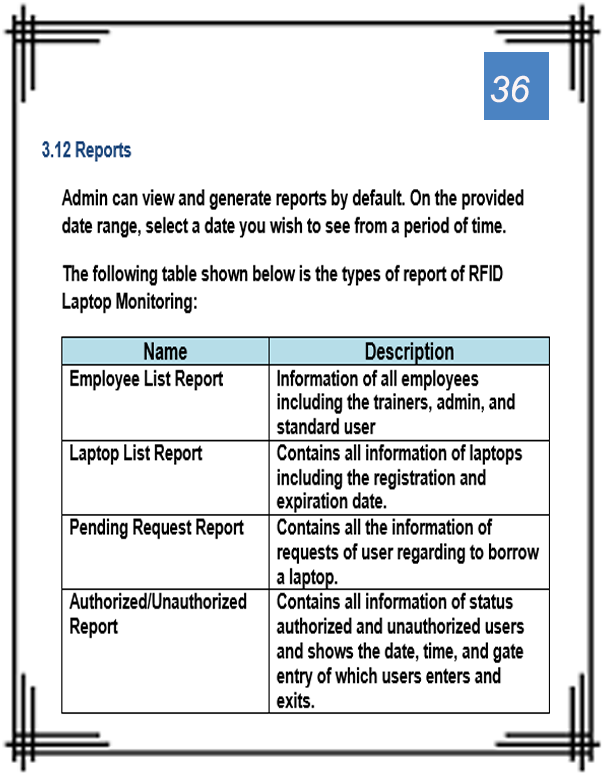 36
3.12 Reports
Admin can view and generate reports by default. On the provided
date range, select a date you wish to see from a period of time.
The following table shown below is the types of report of RFID
Laptop Monitoring:
Name Description
Employee List Report Information of all employees
including the trainers, admin, and
standard user
Laptop List Report Contains all information of laptops
including the registration and
expiration date.
Pending Request Report Contains all the information of
requests of user regarding to borrow
a laptop.
Authorized/Unauthorized Contains all information of status
Report authorized and unauthorized users
and shows the date, time, and gate
entry of which users enters and
exits.